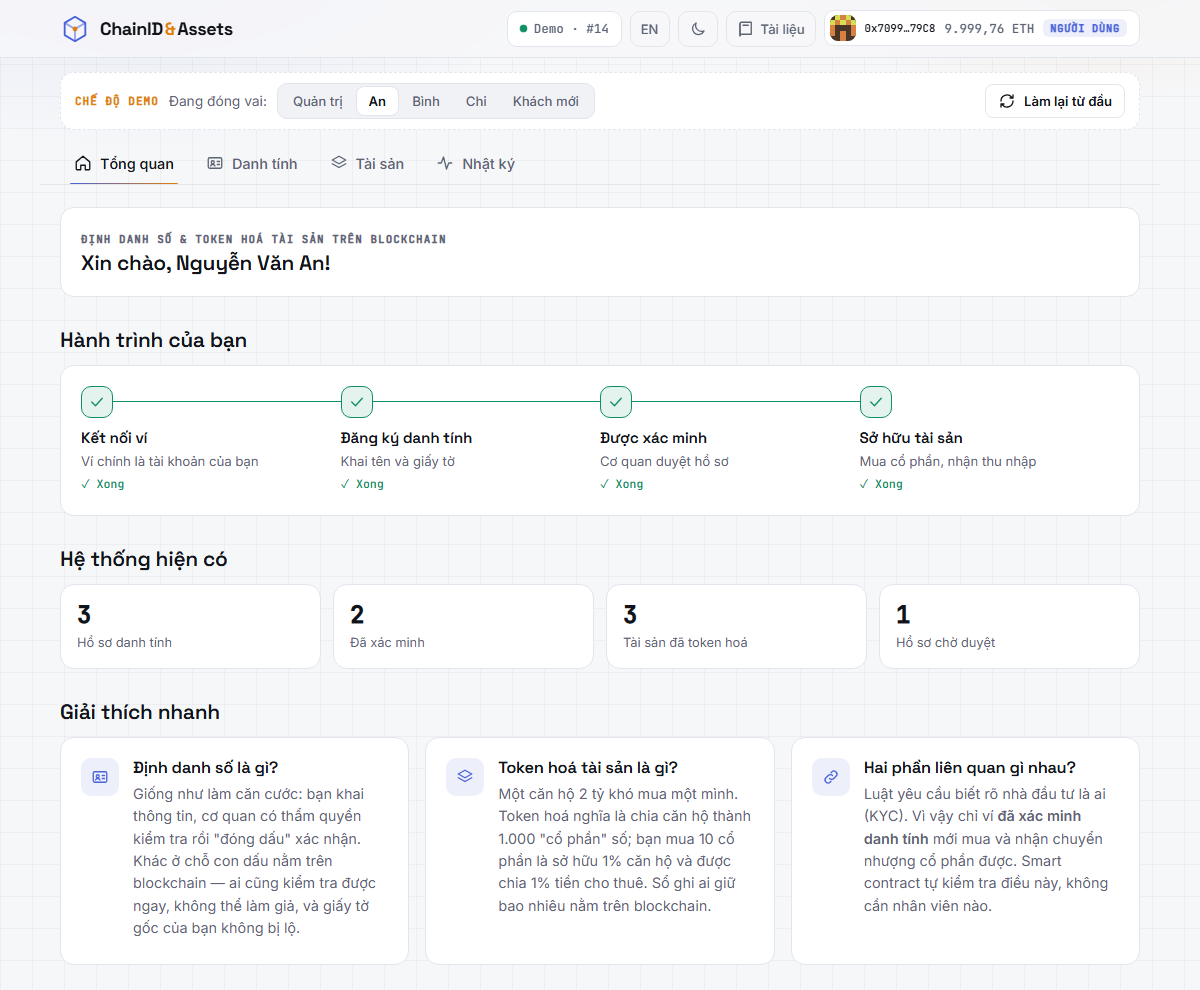 ChainID&Assets
Demo · #14
EN
Tài liệu
0x7099…79C8 9.999,76 ETH NGƯỜI DÙNG
CHẾ ĐỘ DEMO Đang đóng vai: Quản trị An Bình Chi Khách mới
Làm lại từ đầu
Tổng quan Danh tính Tài sản Nhật ký
ĐỊNH DANH SỐ & TOKEN HOÁ TÀI SẢN TRÊN BLOCKCHAIN
Xin chào, Nguyễn Văn An!
Hành trình của bạn
Kết nối ví
Ví chính là tài khoản của bạn
✓ Xong
Đăng ký danh tính
Khai tên và giấy tờ
✓ Xong
Được xác minh
Cơ quan duyệt hồ sơ
✓ Xong
Sở hữu tài sản
Mua cổ phần, nhận thu nhập
✓ Xong
Hệ thống hiện có
3
Hồ sơ danh tính
2
Đã xác minh
3
Tài sản đã token hoá
1
Hồ sơ chờ duyệt
Giải thích nhanh
Định danh số là gì?
Giống như làm căn cước: bạn khai
thông tin, cơ quan có thẩm quyền
kiểm tra rồi "đóng dấu" xác nhận.
Khác ở chỗ con dấu nằm trên
blockchain — ai cũng kiểm tra được
ngay, không thể làm giả, và giấy tờ
gốc của bạn không bị lộ.
Token hoá tài sản là gì?
Một căn hộ 2 tỷ khó mua một mình.
Token hoá nghĩa là chia căn hộ thành
1.000 "cổ phần" số; bạn mua 10 cổ
phần là sở hữu 1% căn hộ và được
chia 1% tiền cho thuê. Sổ ghi ai giữ
bao nhiêu nằm trên blockchain.
Hai phần liên quan gì nhau?
Luật yêu cầu biết rõ nhà đầu tư là ai
(KYC). Vì vậy chỉ ví đã xác minh
danh tính mới mua và nhận chuyển
nhượng cổ phần được. Smart
contract tự kiểm tra điều này, không
cần nhân viên nào.